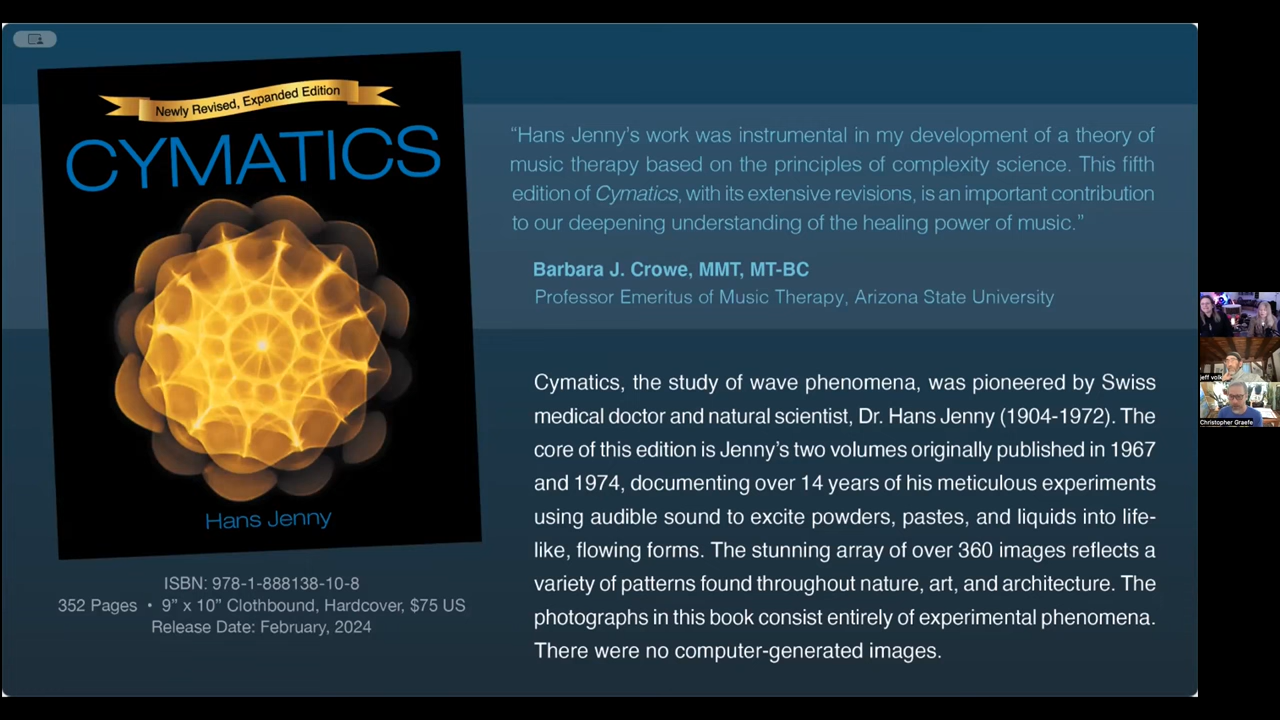 Newly Revised, Expanded Edition
CYMATICS
Hans Jenny
ISBN: 978-1-888138-10-8
352 Pages • 9” x 10” Clothbound, Hardcover, $75 US
Release Date: February, 2024
“Hans Jenny’s work was instrumental in my development of a theory of
music therapy based on the principles of complexity science. This fifth
edition of Cymatics, with its extensive revisions, is an important contribution
to our deepening understanding of the healing power of music.”
Barbara J. Crowe, MMT, MT-BC
Professor Emeritus of Music Therapy, Arizona State University
Cymatics, the study of wave phenomena, was pioneered by Swiss
medical doctor and natural scientist, Dr. Hans Jenny (1904-1972). The
core of this edition is Jenny’s two volumes originally published in 1967
and 1974, documenting over 14 years of his meticulous experiments
using audible sound to excite powders, pastes, and liquids into life-
like, flowing forms. The stunning array of over 360 images reflects a
variety of patterns found throughout nature, art, and architecture. The
photographs in this book consist entirely of experimental phenomena.
There were no computer-generated images.
jeff volk
Christopher Graefe